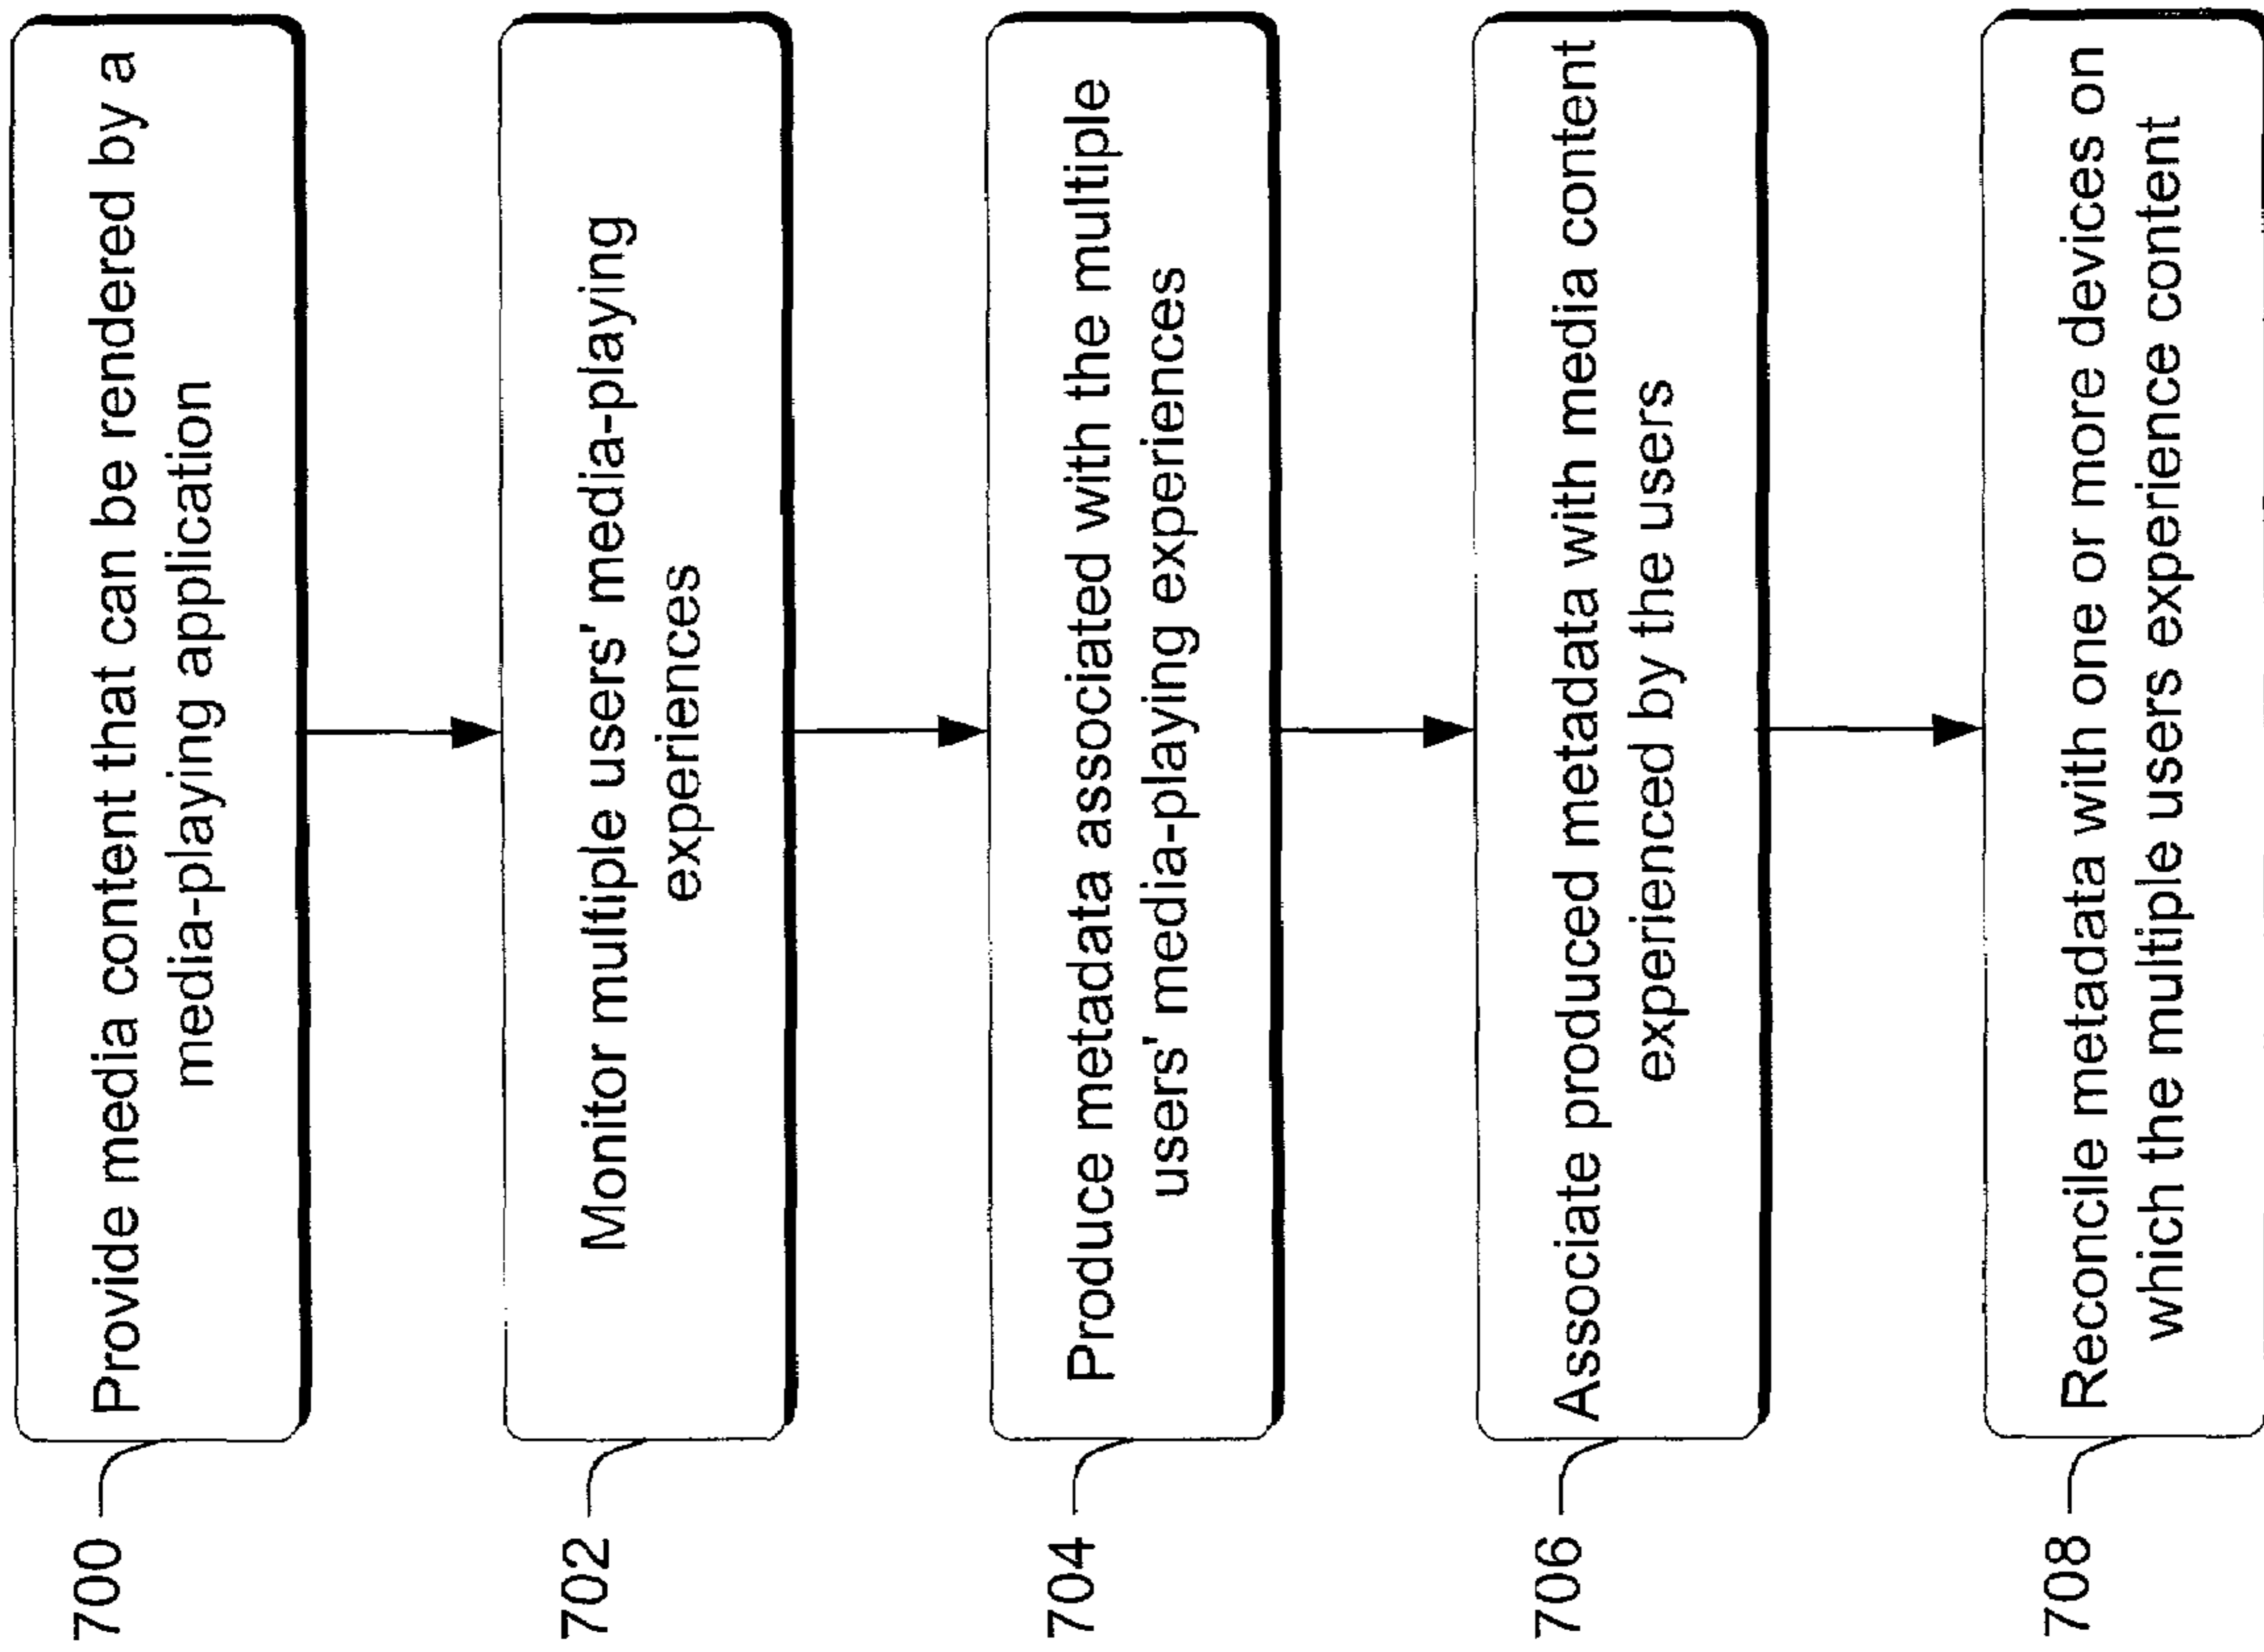 700
Provide media content that can be rendered by a
media-playing application
702
Monitor multiple users' media-playing
experiences
704
Produce metadata associated with the multiple
users' media-playing experiences
706
Associate produced metadata with media content
experienced by the users
708
Reconcile metadata with one or more devices on
which the multiple users experience content